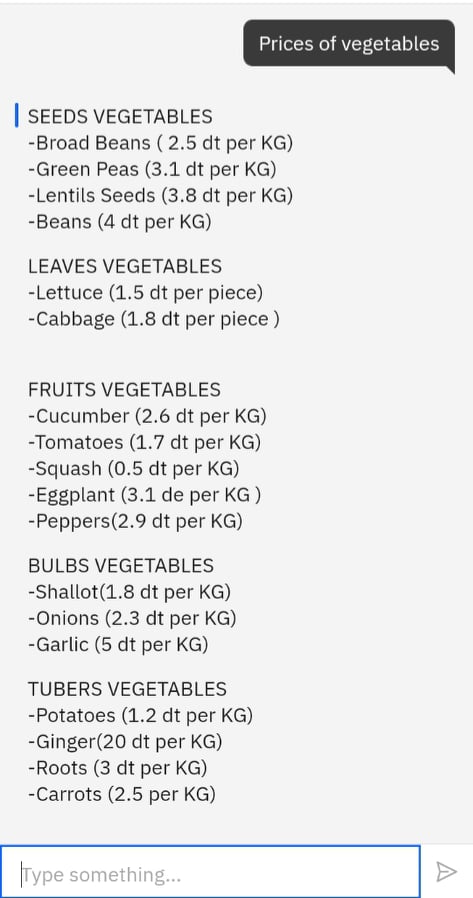 Prices of vegetables
SEEDS VEGETABLES
-Broad Beans ( 2.5 dt per KG)
-Green Peas (3.1 dt per KG)
-Lentils Seeds (3.8 dt per KG)
-Beans (4 dt per KG)
LEAVES VEGETABLES
-Lettuce (1.5 dt per piece)
-Cabbage (1.8 dt per piece )
FRUITS VEGETABLES
-Cucumber (2.6 dt per KG)
-Tomatoes (1.7 dt per KG)
-Squash (0.5 dt per KG)
-Eggplant (3.1 de per KG )
-Peppers(2.9 dt per KG)
BULBS VEGETABLES
-Shallot(1.8 dt per KG)
-Onions (2.3 dt per KG)
-Garlic (5 dt per KG)
TUBERS VEGETABLES
-Potatoes (1.2 dt per KG)
-Ginger(20 dt per KG)
-Roots (3 dt per KG)
-Carrots (2.5 per KG)
Type something...